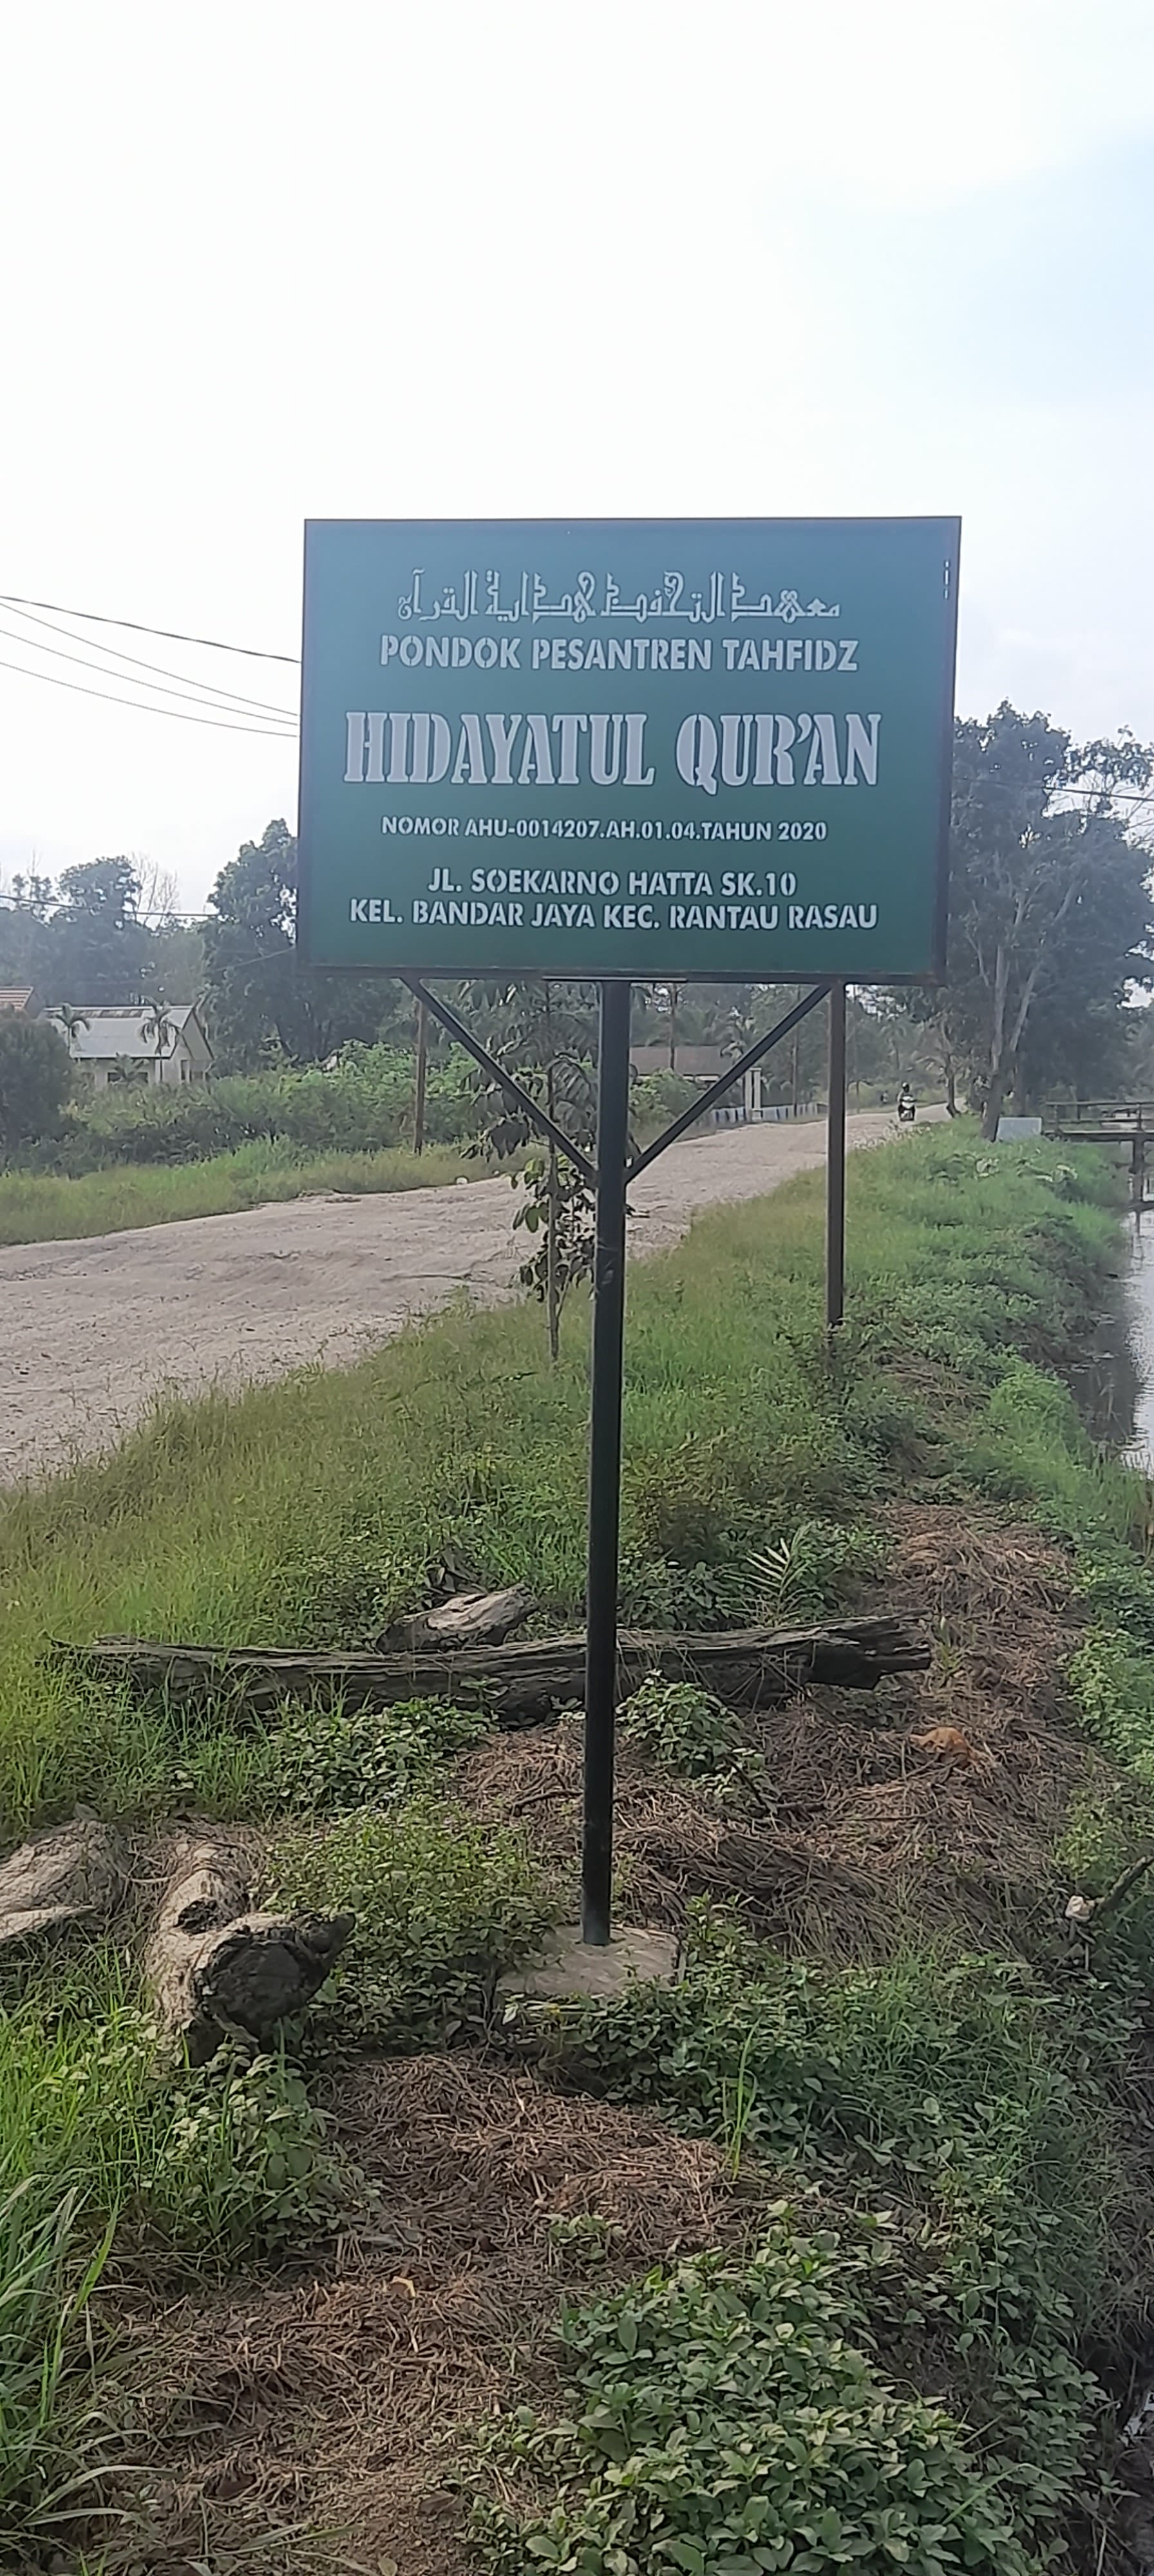 معهد التحفيظ هداية القرآن
PONDOK PESANTREN TAHFIDZ
HIDAYATUL QUR'AN
NOMOR AHU-0014207.AH.01.04.TAHUN 2020
JL. SOEKARNO HATTA SK.10
KEL. BANDAR JAYA KEC. RANTAU RASAU